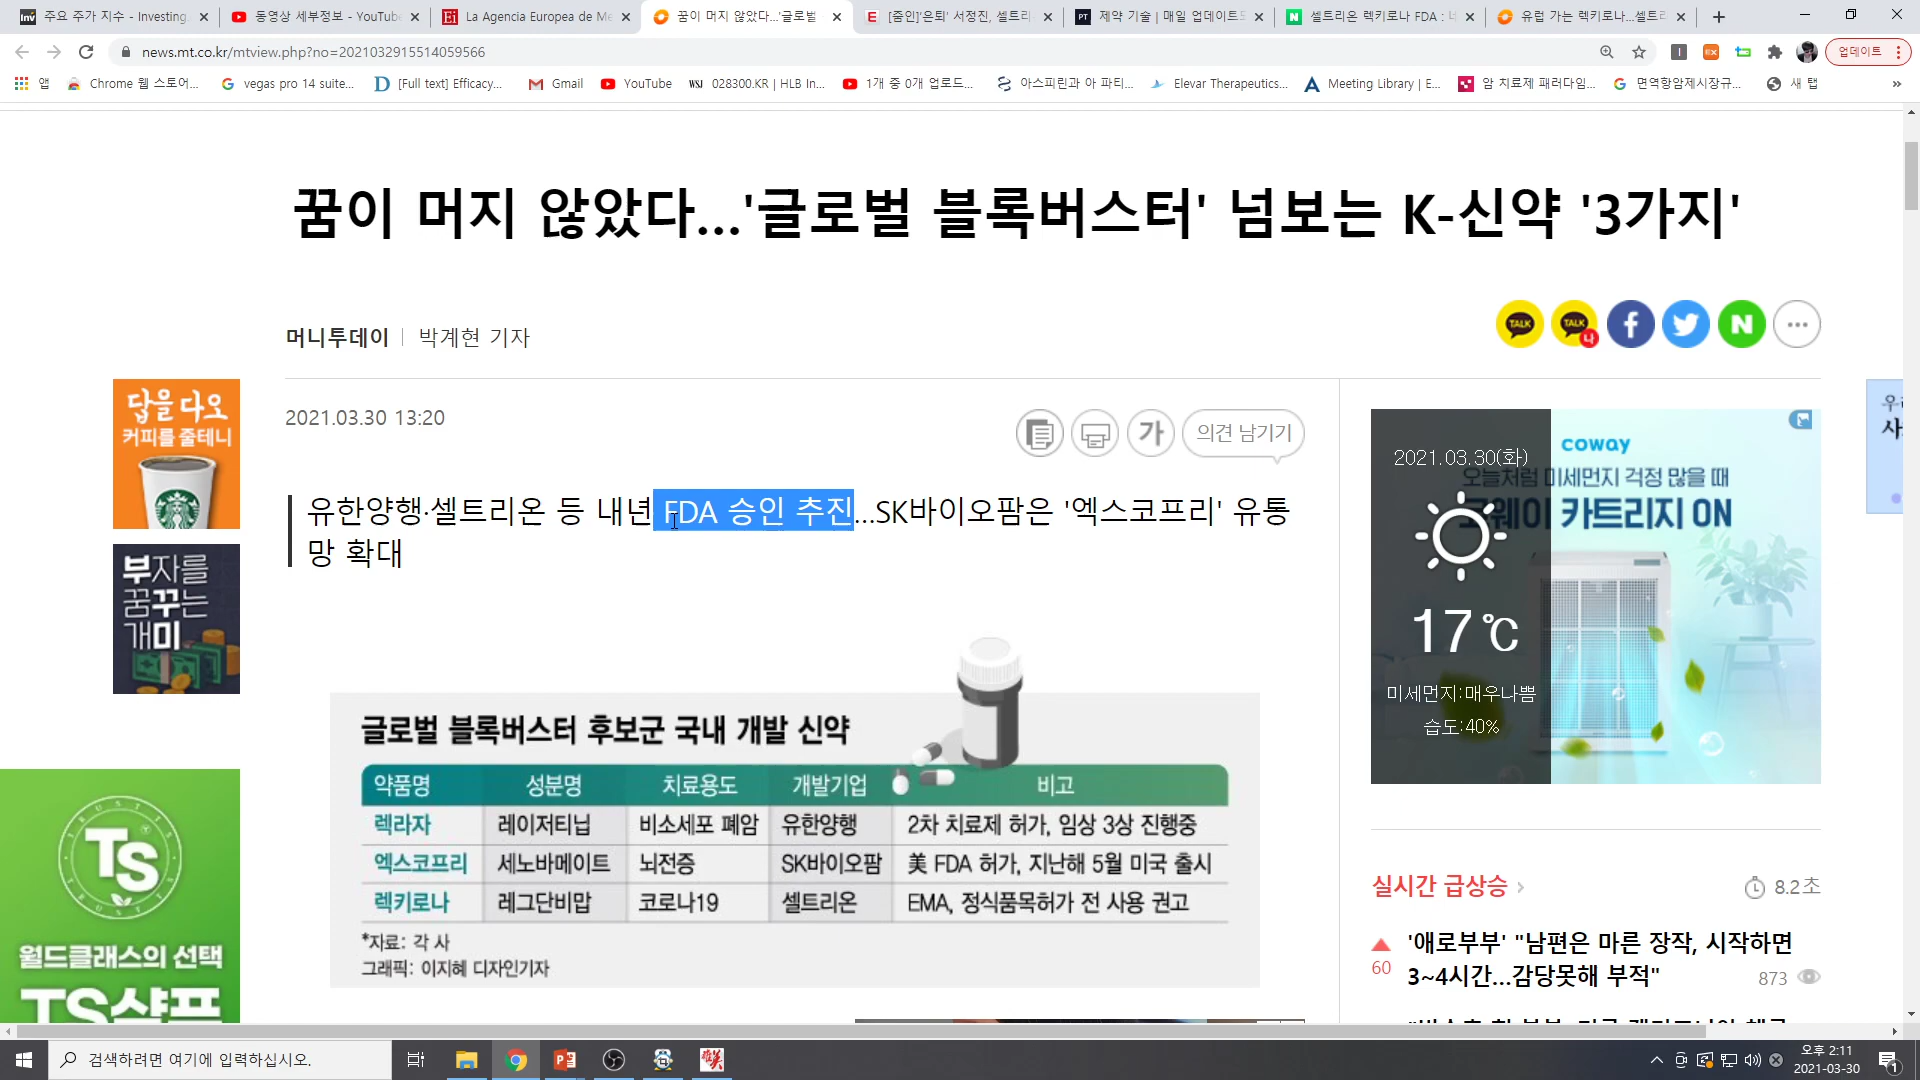 주요 주가 지수 - Investing.
동영상 세부정보 - YouTube
La Agencia Europea de Me
꿈이 머지 않았다...'글로벌
[줌인]'은퇴' 서정진, 셀트리
제약 기술 | 매일 업데이트되
셀트리온 렉키로나 FDA : 네
유럽 가는 렉키로나...셀트리
news.mt.co.kr/mtview.php?no=2021032915514059566
업데이트
앱
Chrome 웹 스토어...
vegas pro 14 suite...
[Full text] Efficacy...
Gmail
YouTube
028300.KR | HLB In...
1개 중 0개 업로드...
아스피린과 아 파티...
Elevar Therapeutics...
Meeting Library | E...
암 치료제 패러다임...
면역항암제시장규...
새 탭
꿈이 머지 않았다...'글로벌 블록버스터' 넘보는 K-신약 '3가지'
머니투데이 | 박계현 기자
TALK
TALK
나
2021.03.30 13:20
가
의견 남기기
유한양행·셀트리온 등 내년 FDA 승인 추진...SK바이오팜은 '엑스코프리' 유통
망 확대
답을 다오
커피를 줄테니
부자를
꿈꾸는
개미
TS
월드클래스의 선택
TS샴푸
글로벌 블록버스터 후보군 국내 개발 신약
약품명 성분명 치료용도 개발기업 비고
렉라자 레이저티닙 비소세포 폐암 유한양행 2차 치료제 허가, 임상 3상 진행중
엑스코프리 세노바메이트 뇌전증 SK바이오팜 美 FDA 허가, 지난해 5월 미국 출시
렉키로나 레그단비맙 코로나19 셀트리온 EMA, 정식품목허가 전 사용 권고
*자료: 각 사
그래픽: 이지혜 디자인기자
coway
2021.03.30(화)
오늘처럼 미세먼지 걱정 많을 때
코웨이 카트리지 ON
17℃
미세먼지:매우나쁨
습도:40%
실시간 급상승
8.2초
60
'애로부부' "남편은 마른 장작, 시작하면
3~4시간...감당못해 부적"
873
검색하려면 여기에 입력하십시오.
오후 2:11
2021-03-30
1